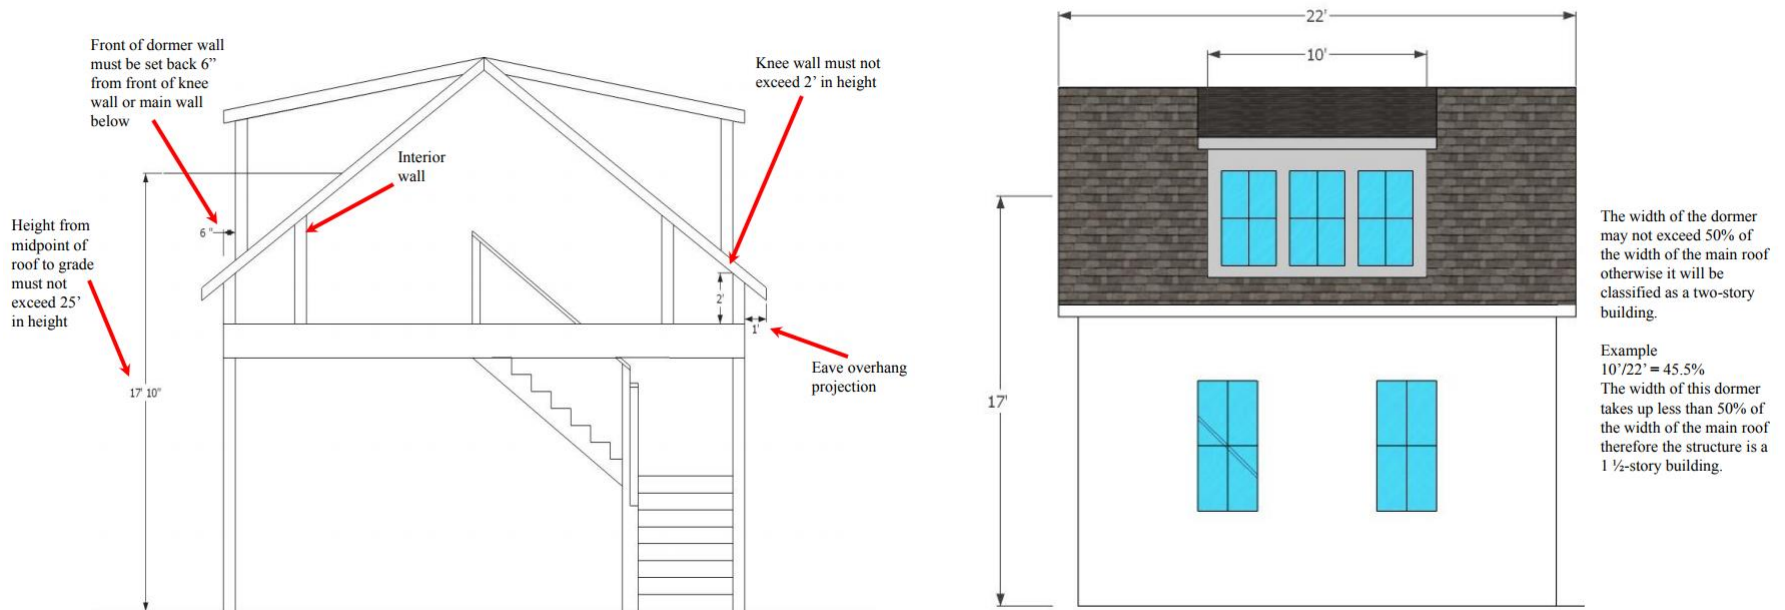 Front of dormer wall
must be set back 6”
from front of knee
wall or main wall
below
Knee wall must not
exceed 2’ in height
Interior
wall
6 "
Height from
midpoint of
roof to grade
must not
exceed 25’
in height
2'
1'
Eave overhang
projection
17' 10"
22'
10'
17'
The width of the dormer
may not exceed 50% of
the width of the main roof
otherwise it will be
classified as a two-story
building.
Example
10’/22’ = 45.5%
The width of this dormer
takes up less than 50% of
the width of the main roof
therefore the structure is a
1 ½-story building.